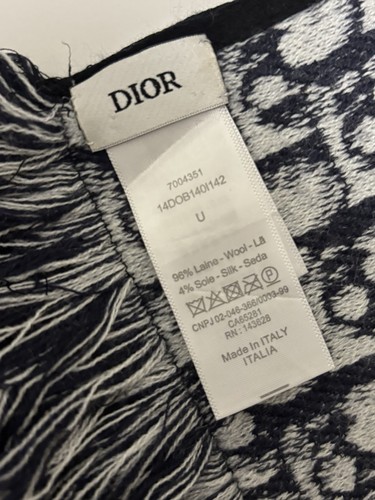 DIOR
7004351
14DOB140I142
U
96% Laine - Wool - Lã
4% Soie - Silk - Seda
P
CNPJ 02-046-366/0003-99
CA65281
RN : 143628
Made in ITALY
ITALIA